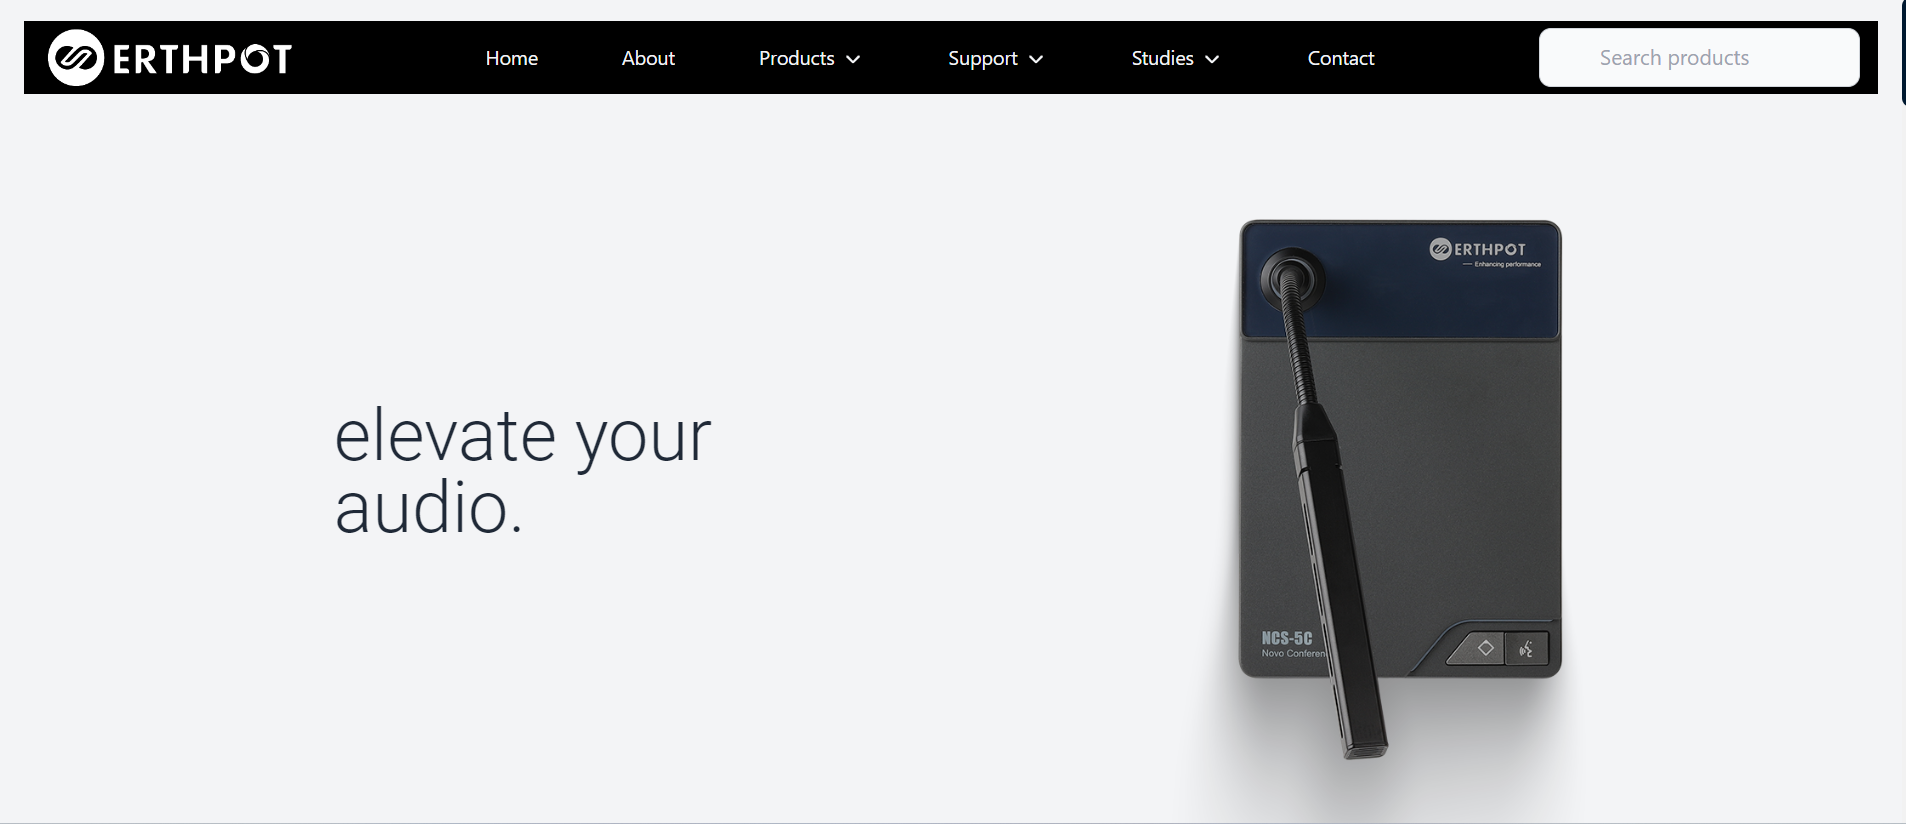 ERTHPOT
Home
About
Products
Support
Studies
Contact
Search products
ERTHPOT
— Enhancing performance
elevate your
audio.
NCS-5C
Novo Conferen